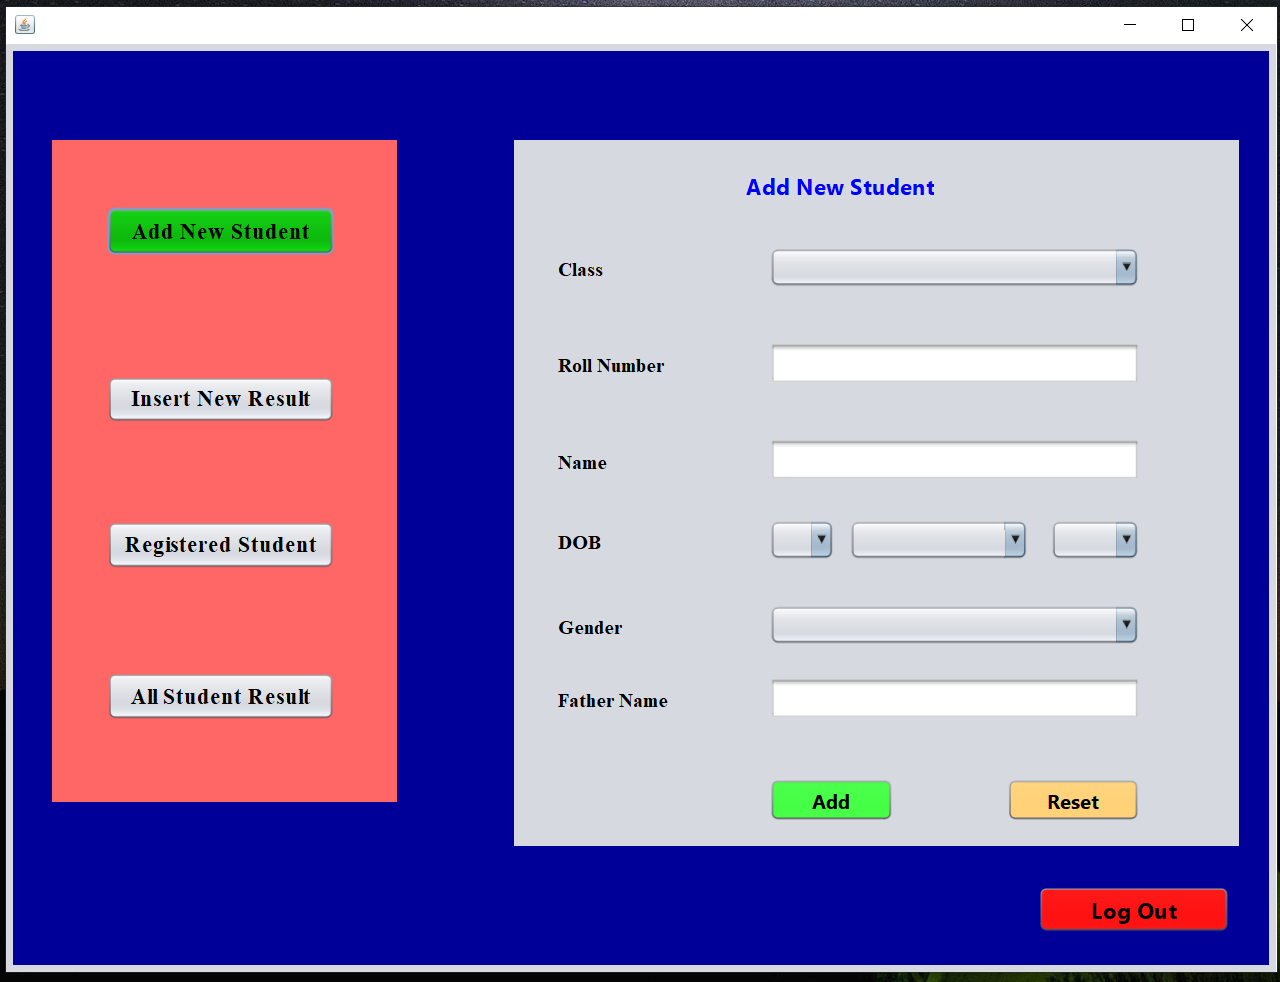 Add New Student
Insert New Result
Registered Student
All Student Result
Add New Student
Class
Roll Number
Name
DOB
Gender
Father Name
Add Reset
Log Out